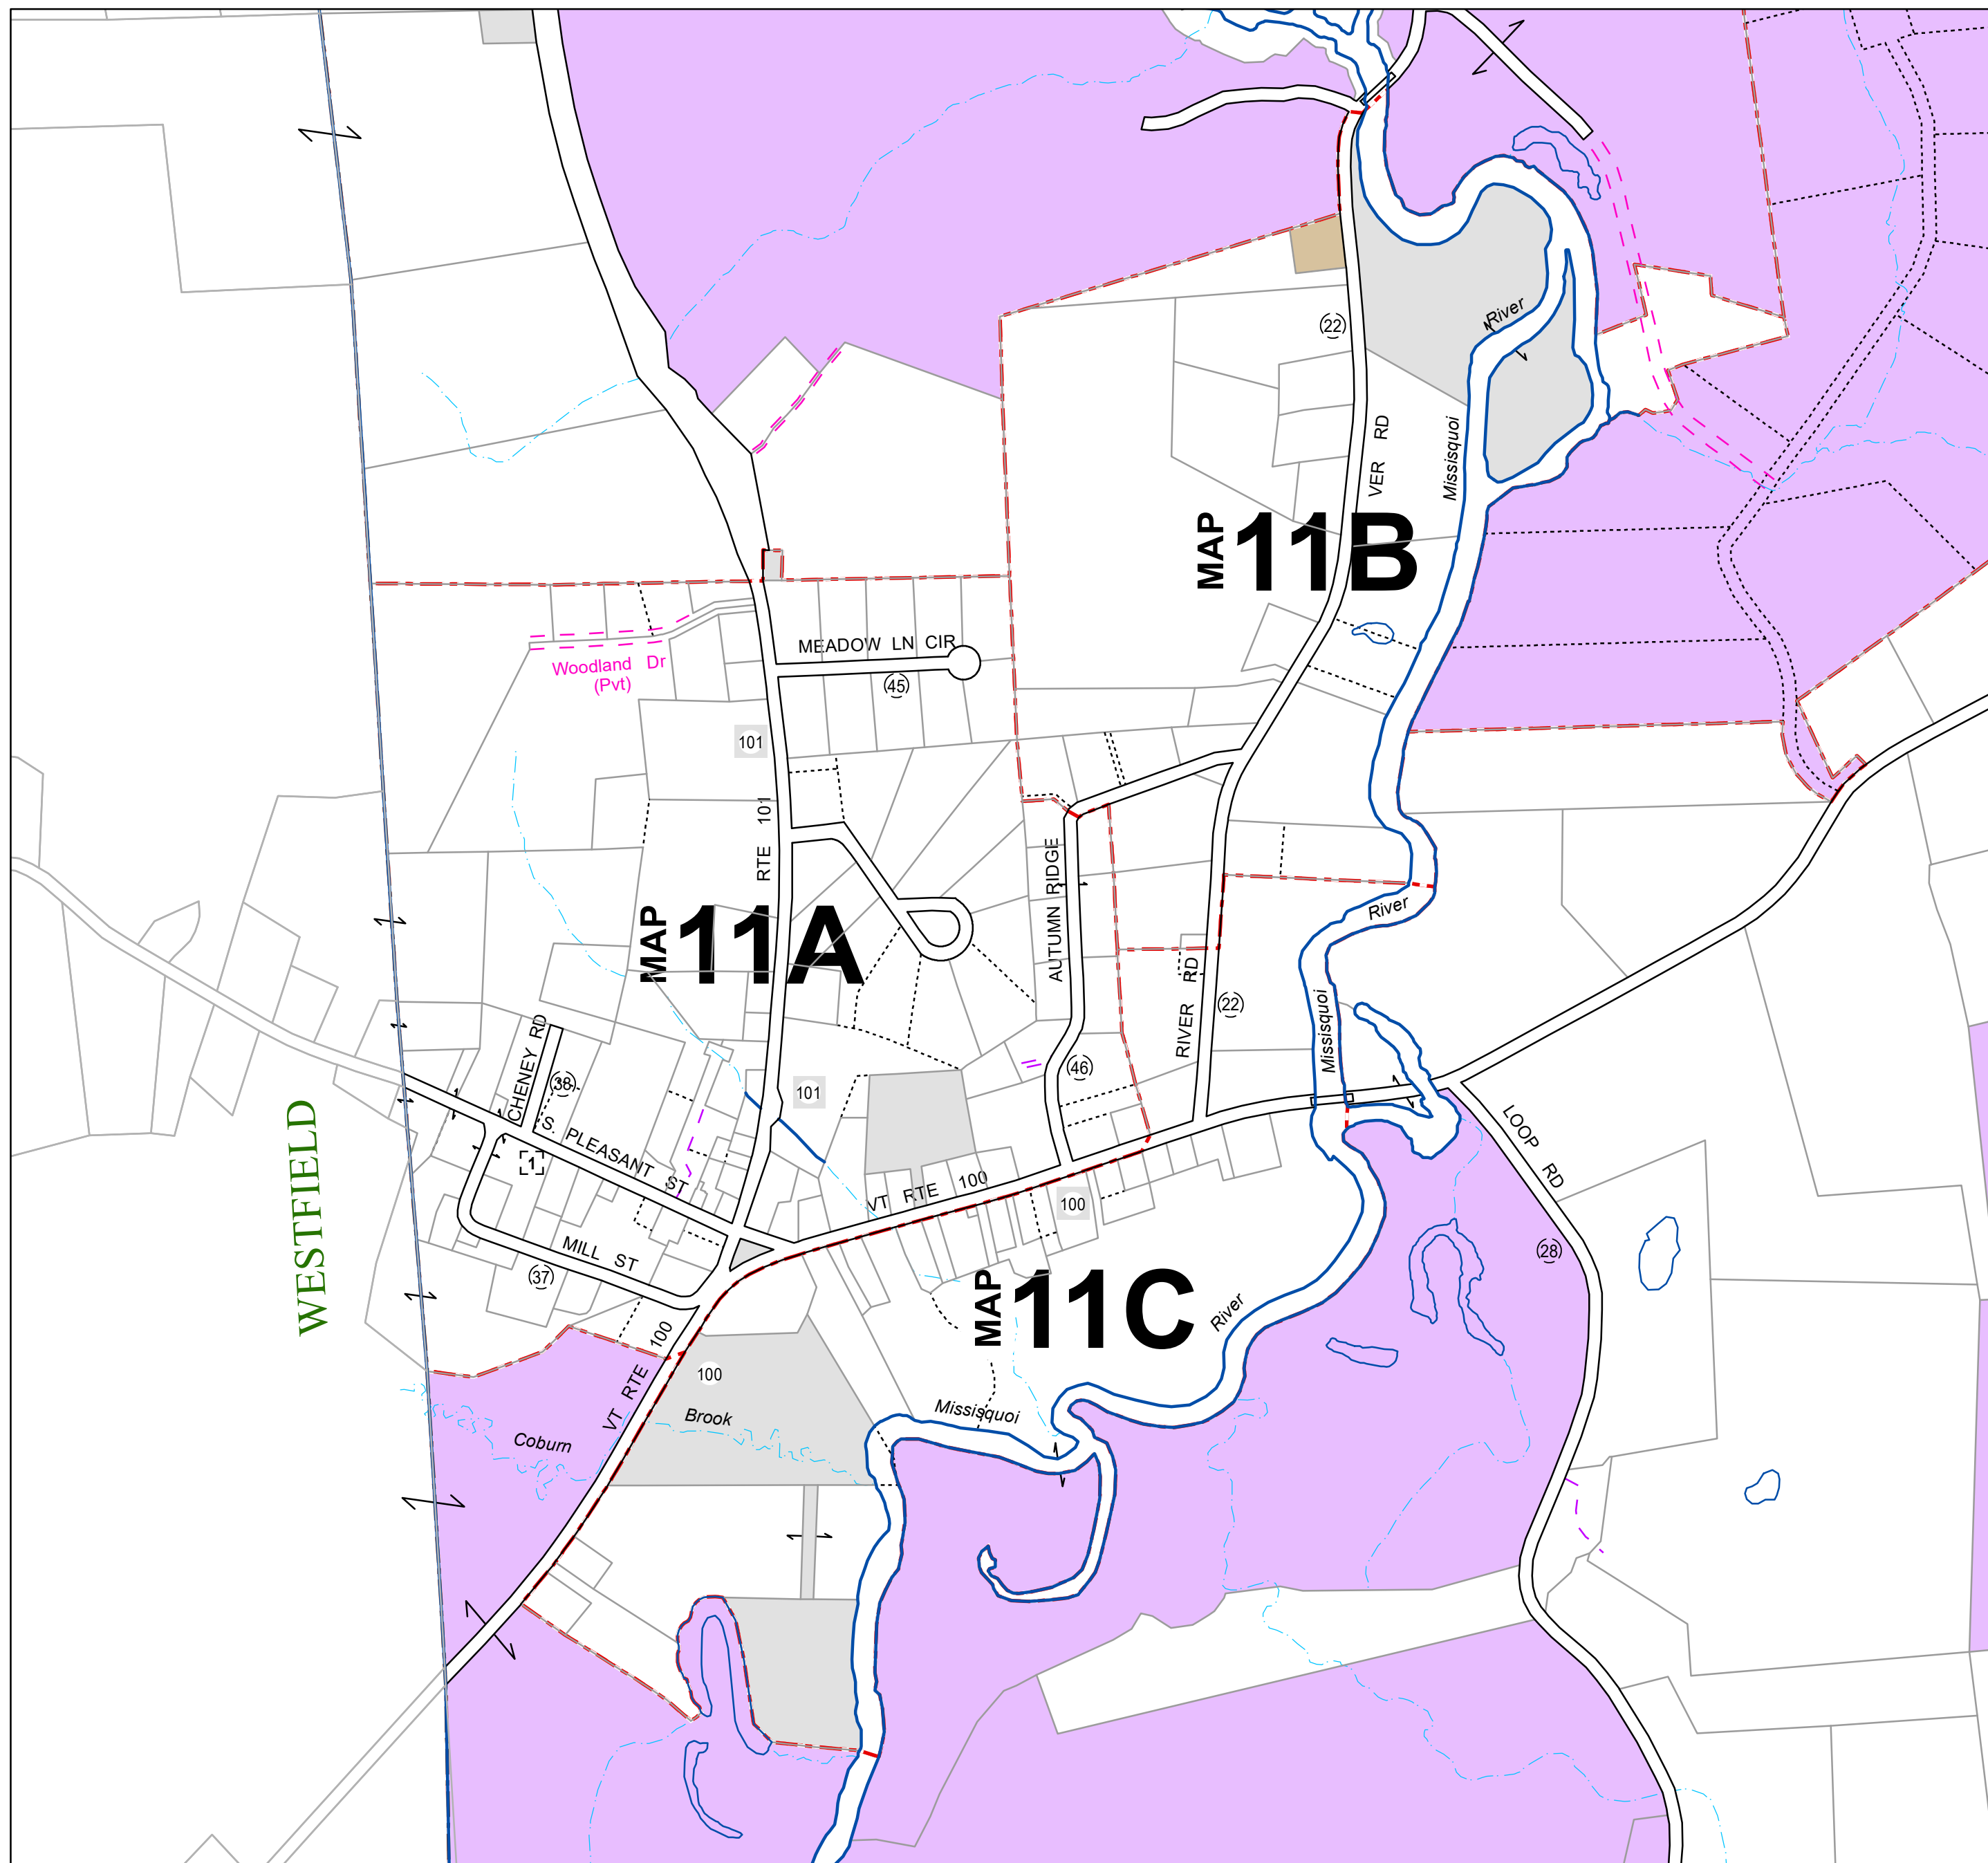 River
22
VER RD
Missisquoi
MAP 11B
MEADOW LN CIR
Woodland Dr
(Pvt)
45
101
RTE 101
AUTUMN RIDGE
MAP 11A
River
RIVER RD
22
Missisquoi
CHENEY RD
38
46
101
S. PLEASANT ST
1
LOOP RD
WESTFIELD
VT RTE 100
100
MILL ST
37
28
MAP 11C
River
VT RTE 100
100
Missisquoi
Brook
Coburn